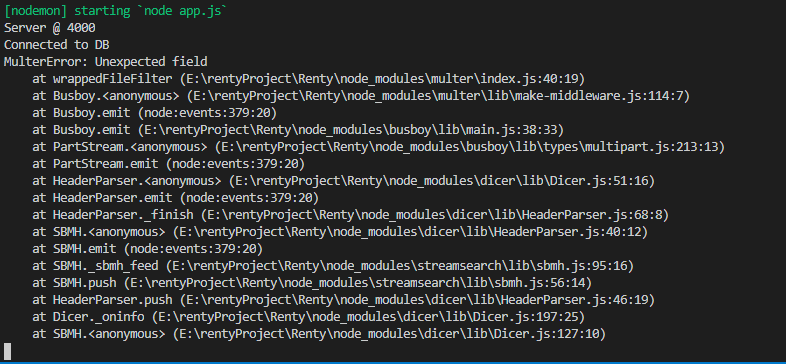 [nodemon] starting `node app.js`
Server @ 4000
Connected to DB
MulterError: Unexpected field
    at wrappedFileFilter (E:\rentyProject\Renty\node_modules\multer\index.js:40:19)
    at Busboy.<anonymous> (E:\rentyProject\Renty\node_modules\multer\lib\make-middleware.js:114:7)
    at Busboy.emit (node:events:379:20)
    at Busboy.emit (E:\rentyProject\Renty\node_modules\busboy\lib\main.js:38:33)
    at PartStream.<anonymous> (E:\rentyProject\Renty\node_modules\busboy\lib\types\multipart.js:213:13)
    at PartStream.emit (node:events:379:20)
    at HeaderParser.<anonymous> (E:\rentyProject\Renty\node_modules\dicer\lib\Dicer.js:51:16)
    at HeaderParser.emit (node:events:379:20)
    at HeaderParser._finish (E:\rentyProject\Renty\node_modules\dicer\lib\HeaderParser.js:68:8)
    at SBMH.<anonymous> (E:\rentyProject\Renty\node_modules\dicer\lib\HeaderParser.js:40:12)
    at SBMH.emit (node:events:379:20)
    at SBMH._sbmh_feed (E:\rentyProject\Renty\node_modules\streamsearch\lib\sbmh.js:95:16)
    at SBMH.push (E:\rentyProject\Renty\node_modules\streamsearch\lib\sbmh.js:56:14)
    at HeaderParser.push (E:\rentyProject\Renty\node_modules\dicer\lib\HeaderParser.js:46:19)
    at Dicer._oninfo (E:\rentyProject\Renty\node_modules\dicer\lib\Dicer.js:197:25)
    at SBMH.<anonymous> (E:\rentyProject\Renty\node_modules\dicer\lib\Dicer.js:127:10)